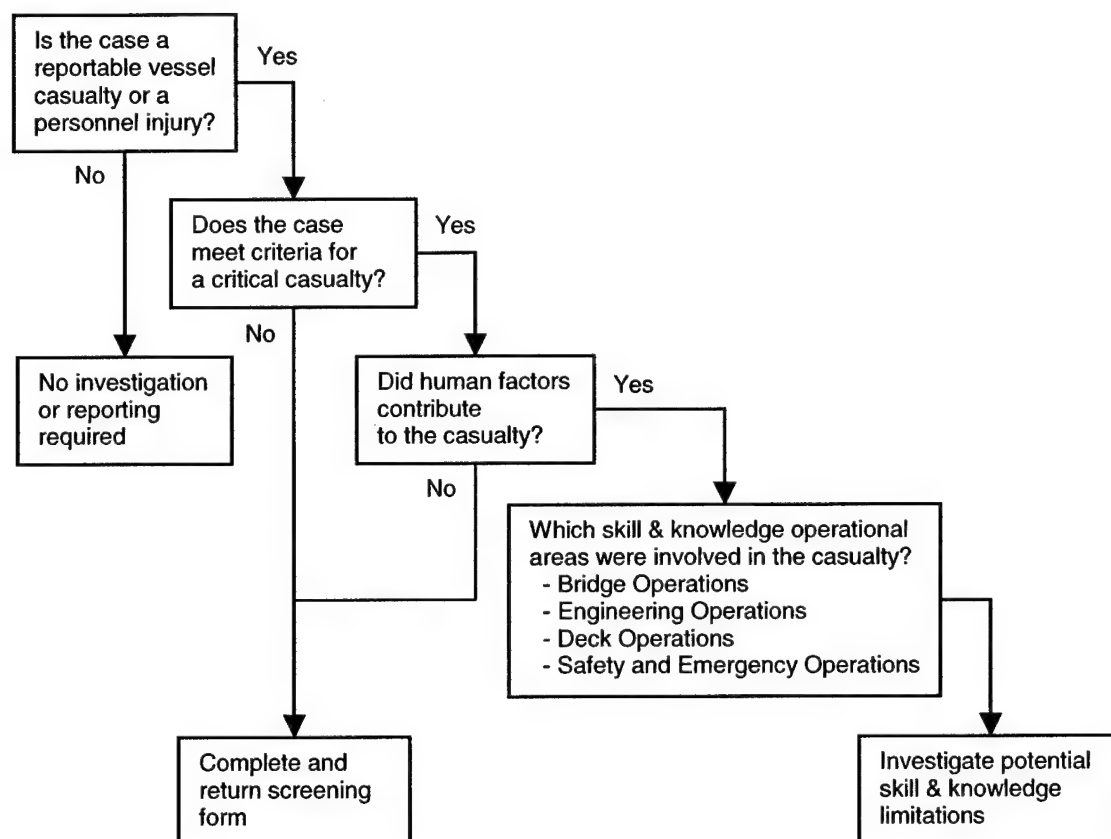 Is the case a
reportable vessel
casualty or a
personnel injury?
Yes
No
Does the case
meet criteria for
a critical casualty?
Yes
No
No investigation
or reporting
required
Did human factors
contribute
to the casualty?
Yes
No
Which skill & knowledge operational
areas were involved in the casualty?
- Bridge Operations
- Engineering Operations
- Deck Operations
- Safety and Emergency Operations
Complete and
return screening
form
Investigate potential
skill & knowledge
limitations